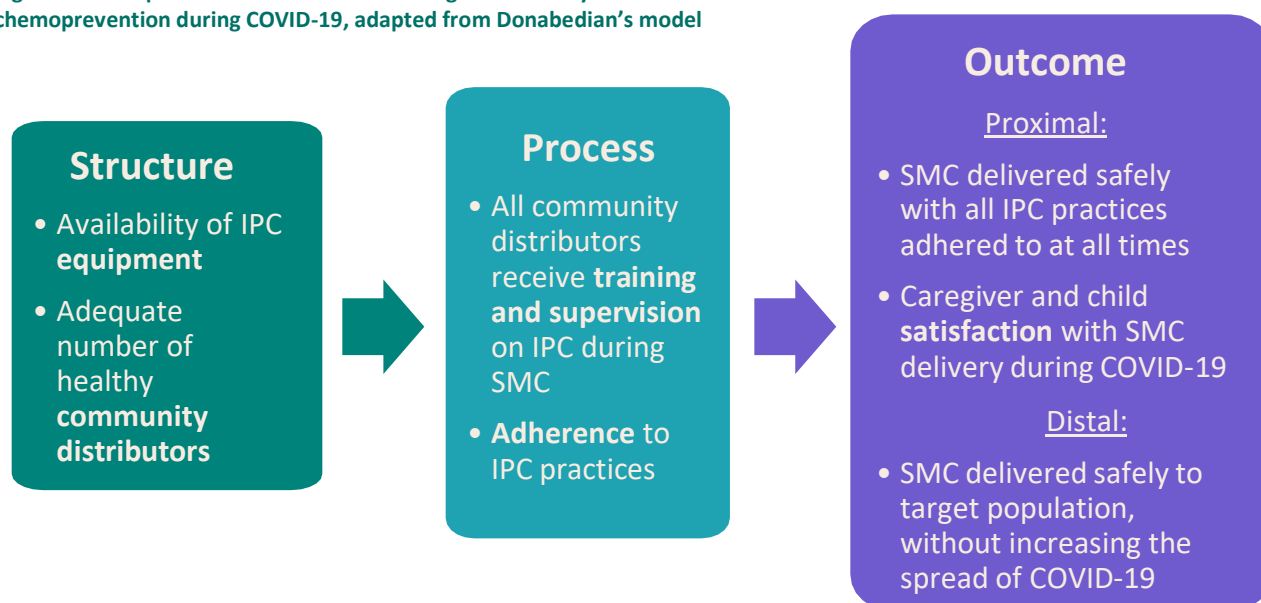 chemoprevention during COVID-19, adapted from Donabedian's model
Structure
• Availability of IPC
equipment
• Adequate
number of
healthy
community
distributors
Process
• All community
distributors
receive training
and supervision
on IPC during
SMC
• Adherence to
IPC practices
Outcome
Proximal:
• SMC delivered safely
with all IPC practices
adhered to at all times
• Caregiver and child
satisfaction with SMC
delivery during COVID-19
Distal:
• SMC delivered safely to
target population,
without increasing the
spread of COVID-19